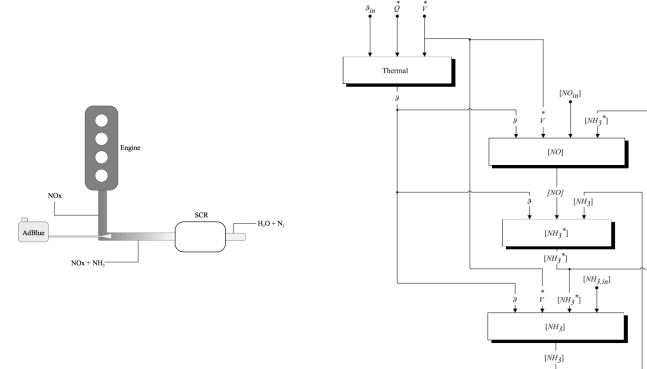 Engine
NOx
AdBlue
SCR
H₂O + N₂
NOx + NH₃
ϑin Q* V*
Thermal
ϑ
[NOin]
ϑ V* [NH3*]
[NO]
[NO]
ϑ [NH3]
[NH3*]
[NH3*]
[NH3,in]
ϑ V* [NH3*]
[NH3]
[NH3]